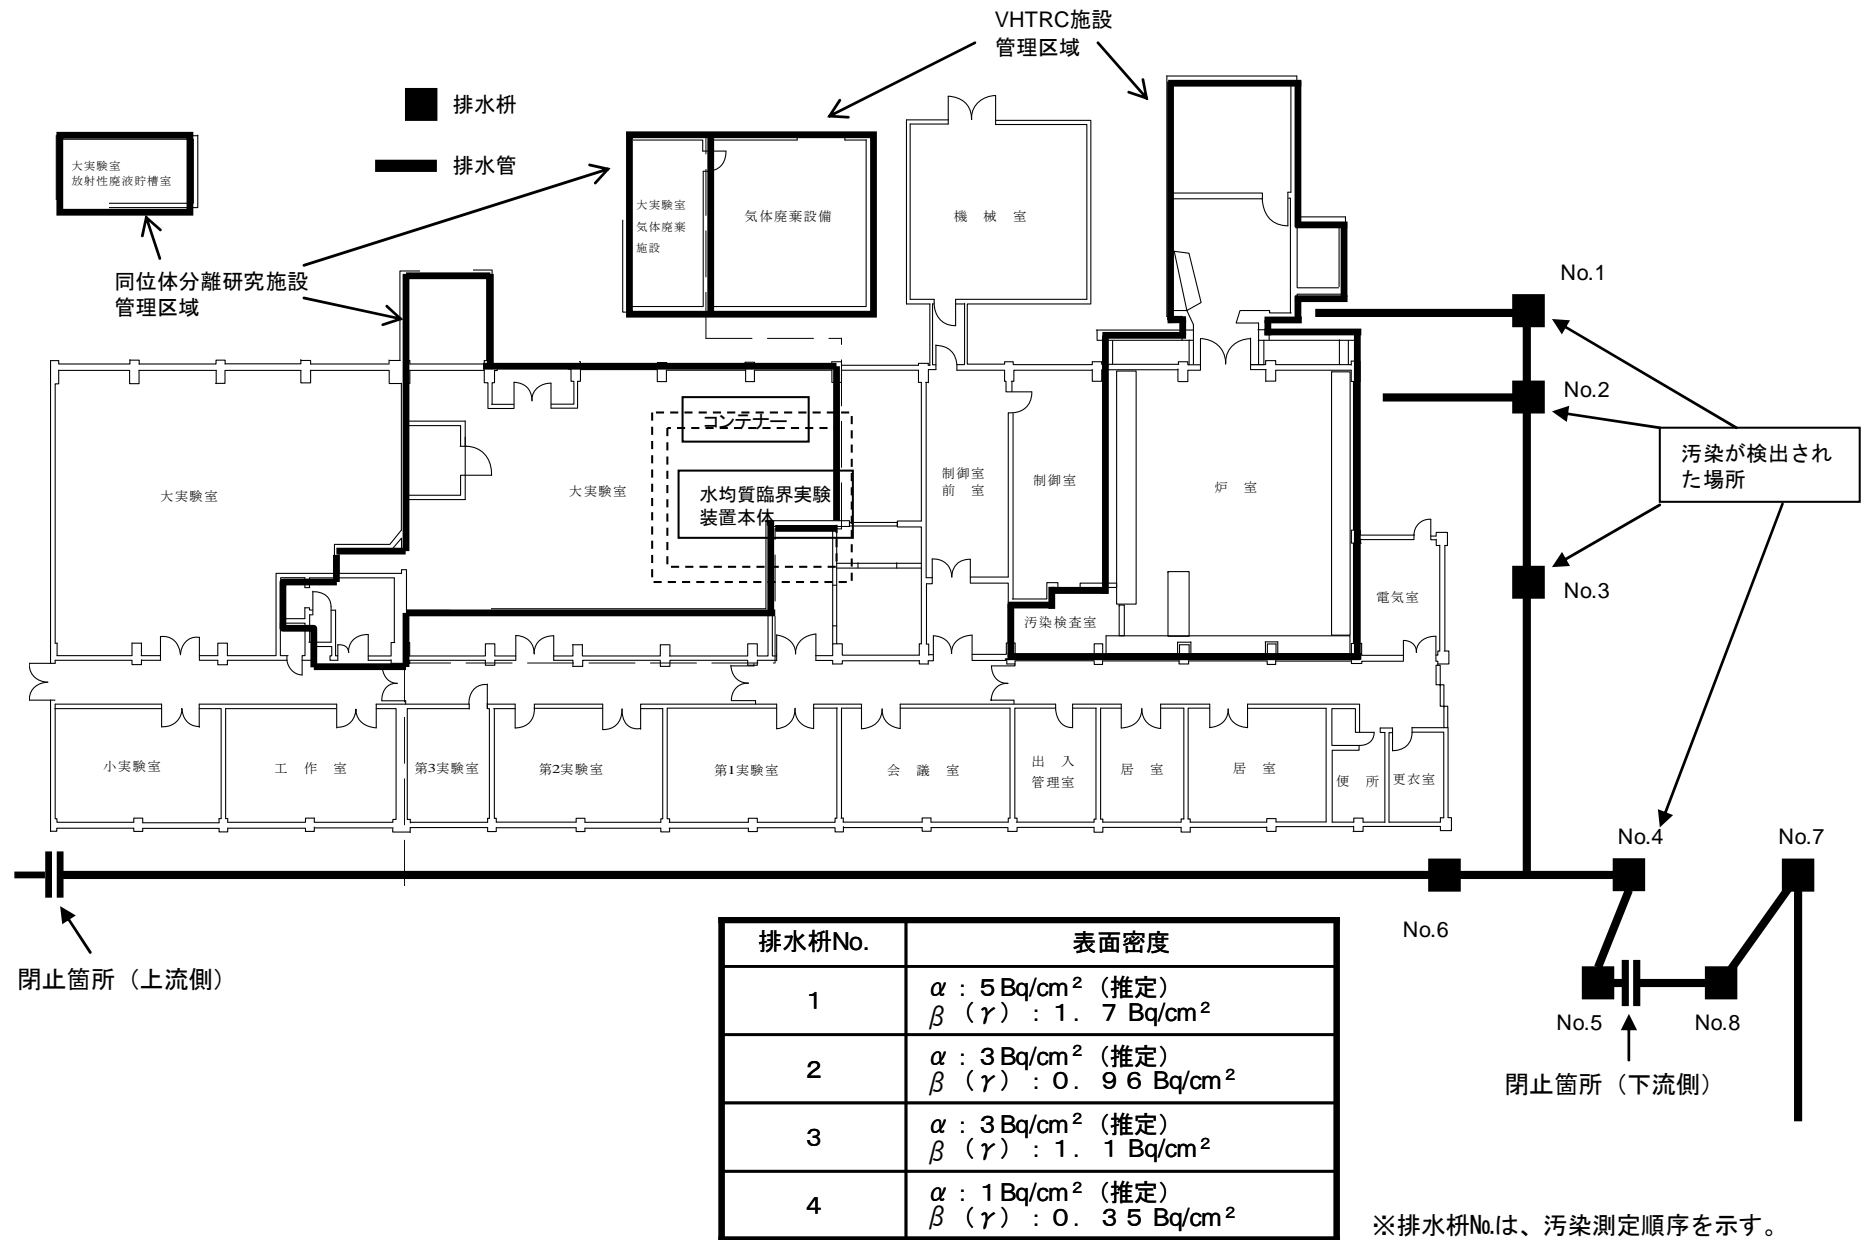 VHTRC施設
管理区域
排水枡
排水管
大実験室
放射性廃液貯槽室
大実験室
気体廃棄
施設
気体廃棄設備
機 械 室
同位体分離研究施設
管理区域
No.1
No.2
汚染が検出され
た場所
No.3
コンテナー
大実験室
大実験室
水均質臨界実験
装置本体
制御室
前 室
制御室
炉 室
汚染検査室
電気室
小実験室
工 作 室
第3実験室
第2実験室
第1実験室
会 議 室
出 入
管理室
居 室
居 室
便 所
更衣室
No.4
No.7
No.6
No.5
No.8
閉止箇所（上流側）
閉止箇所（下流側）
排水枡No. 表面密度
1 α：5Bq/cm²（推定）
β（γ）：1．7 Bq/cm²
2 α：3Bq/cm²（推定）
β（γ）：0．96 Bq/cm²
3 α：3Bq/cm²（推定）
β（γ）：1．1 Bq/cm²
4 α：1Bq/cm²（推定）
β（γ）：0．35 Bq/cm²
※排水枡№は、汚染測定順序を示す。